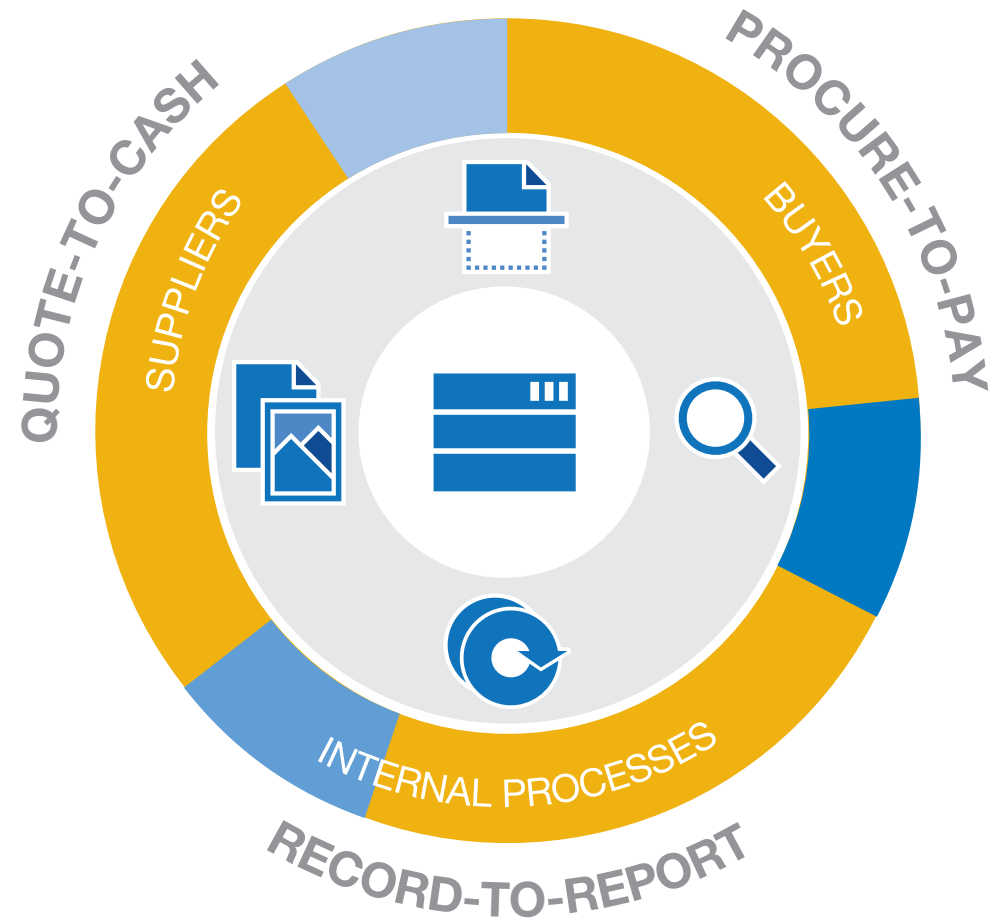 QUOTE-TO-CASH
PROCURE-TO-PAY
SUPPLIERS
BUYERS
INTERNAL PROCESSES
RECORD-TO-REPORT